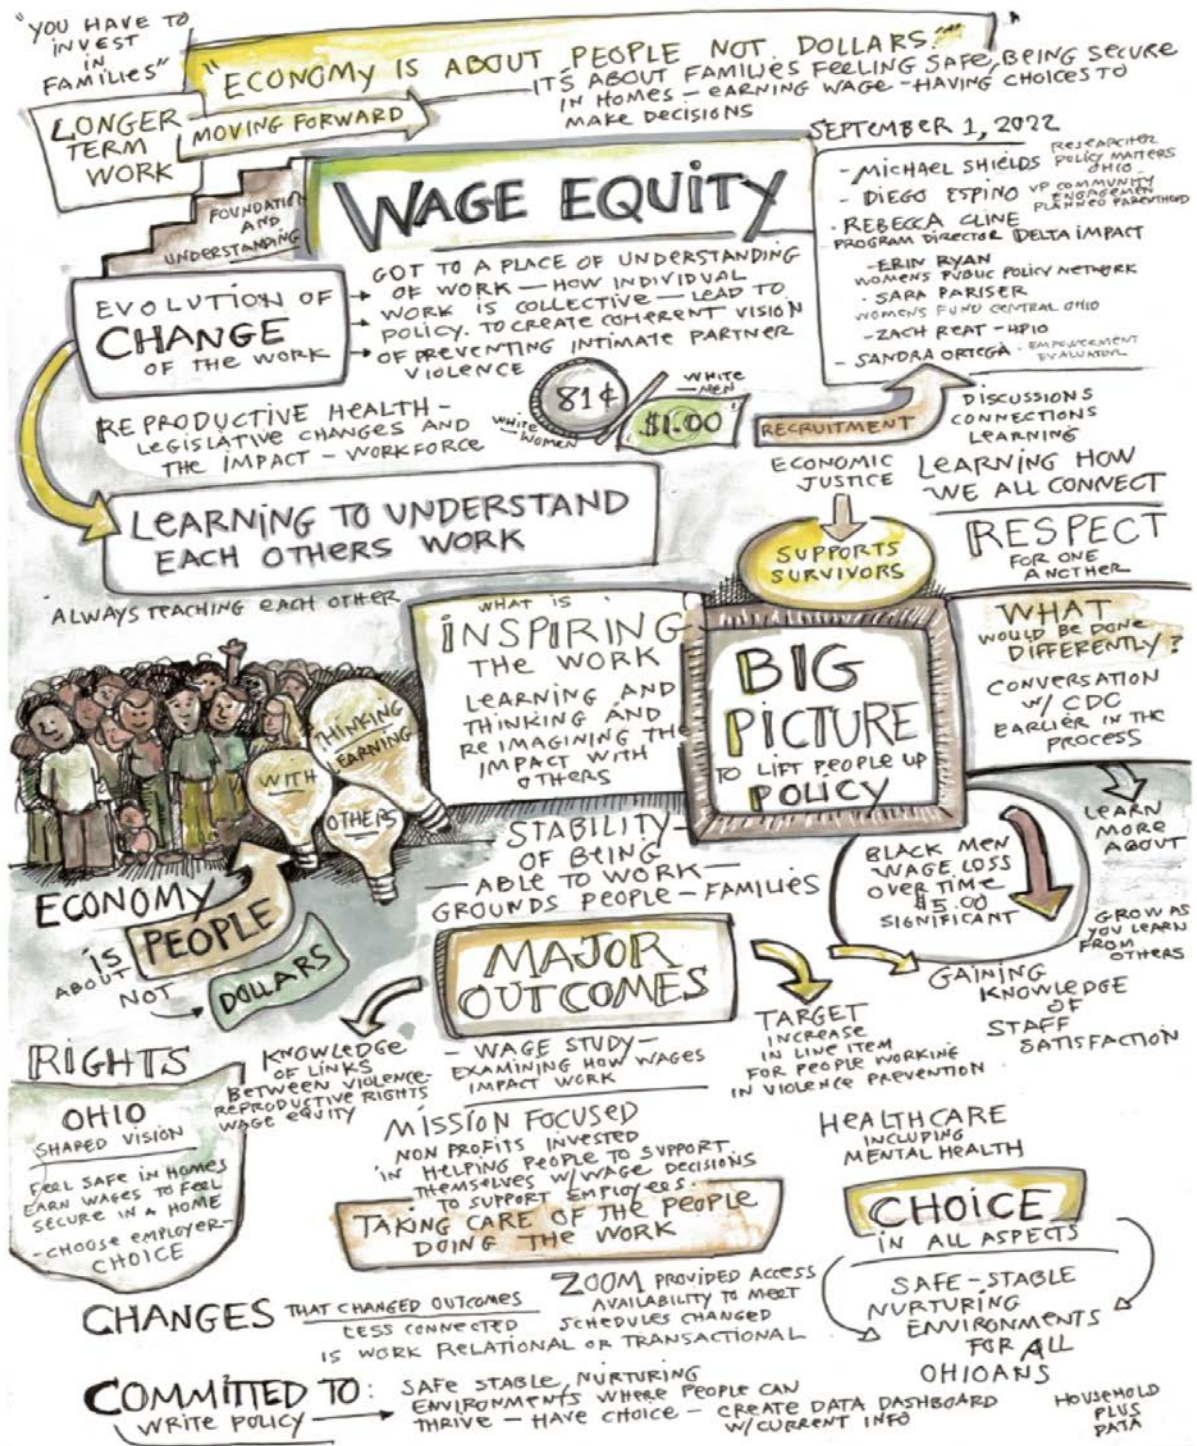 "YOU HAVE TO
INVEST
IN
FAMILIES"
"ECONOMY IS ABOUT PEOPLE NOT DOLLARS."
IT'S ABOUT FAMILIES FEELING SAFE, BEING SECURE
IN HOMES - EARNING WAGE - HAVING CHOICES TO
MAKE DECISIONS
LONGER
TERM
WORK
MOVING FORWARD
FOUNDATION
AND
UNDERSTANDING
WAGE EQUITY
SEPTEMBER 1, 2022
- MICHAEL SHIELDS RESEARCHER
POLICY MATTERS
OHIO
- DIEGO ESPINO VP COMMUNITY
ENGAGEMEN
PLANNED PARENTHOOD
· REBECCA CLINE
PROGRAM DIRECTOR DELTA IMPACT
- ERIN RYAN
WOMENS PUBLIC POLICY NETWORK
· SARA PARISER
WOMENS FUND CENTRAL OHIO
- ZACH REAT - HPIO
- SANDRA ORTEGA - EMPOWERMENT
EVALUATOR
EVOLUTION OF
CHANGE
OF THE WORK
GOT TO A PLACE OF UNDERSTANDING
OF WORK - HOW INDIVIDUAL
WORK IS COLLECTIVE - LEAD TO
POLICY. TO CREATE COHERENT VISION
OF PREVENTING INTIMATE PARTNER
VIOLENCE
REPRODUCTIVE HEALTH -
LEGISLATIVE CHANGES AND
THE IMPACT - WORKFORCE
WHITE
WOMEN
81¢
$1.00
WHITE
MEN
RECRUITMENT
DISCUSSIONS
CONNECTIONS
LEARNING
LEARNING HOW
WE ALL CONNECT
ECONOMIC
JUSTICE
SUPPORTS
SURVIVORS
RESPECT
FOR ONE
ANOTHER
LEARNING TO UNDERSTAND
EACH OTHERS WORK
ALWAYS TEACHING EACH OTHER
WHAT IS
INSPIRING
THE WORK
LEARNING AND
THINKING AND
RE IMAGINING THE
IMPACT WITH
OTHERS
BIG
PICTURE
TO LIFT PEOPLE UP
POLICY
WHAT
WOULD BE DONE
DIFFERENTLY?
CONVERSATION
W/ CDC
EARLIER IN THE
PROCESS
LEARN
MORE
ABOUT
THINKING
LEARNING
WITH
OTHERS
STABILITY -
OF BEING
- ABLE TO WORK -
GROUNDS PEOPLE - FAMILIES
BLACK MEN
WAGE LOSS
OVER TIME
$5.00
SIGNIFICANT
GROW AS
YOU LEARN
FROM
OTHERS
ECONOMY
IS
ABOUT
PEOPLE
NOT
DOLLARS
MAJOR
OUTCOMES
GAINING
KNOWLEDGE
OF
STAFF
SATISFACTION
TARGET
INCREASE
IN LINE ITEM
FOR PEOPLE WORKING
IN VIOLENCE PREVENTION
KNOWLEDGE
OF LINKS
BETWEEN VIOLENCE-
REPRODUCTIVE RIGHTS
WAGE EQUITY
- WAGE STUDY -
EXAMINING HOW WAGES
IMPACT WORK
RIGHTS
OHIO
SHARED VISION
FEEL SAFE IN HOMES
EARN WAGES TO FEEL
SECURE IN A HOME
- CHOOSE EMPLOYER -
CHOICE
MISSION FOCUSED
NON PROFITS INVESTED
IN HELPING PEOPLE TO SUPPORT
THEMSELVES W/WAGE DECISIONS
TO SUPPORT EMPLOYEES.
TAKING CARE OF THE PEOPLE
DOING THE WORK
HEALTHCARE
INCLUPING
MENTAL HEALTH
CHOICE
IN ALL ASPECTS
SAFE - STABLE
NURTURING
ENVIRONMENTS
FOR ALL
OHIOANS
CHANGES THAT CHANGED OUTCOMES
LESS CONNECTED
IS WORK RELATIONAL OR TRANSACTIONAL
ZOOM PROVIDED ACCESS
AVAILABILITY TO MEET
SCHEDULES CHANGED
COMMITTED TO:
WRITE POLICY
SAFE STABLE, NURTURING
ENVIRONMENTS WHERE PEOPLE CAN
THRIVE - HAVE CHOICE - CREATE DATA DASHBOARD
W/CURRENT INFO
HOUSEHOLD
PLUS
DATA